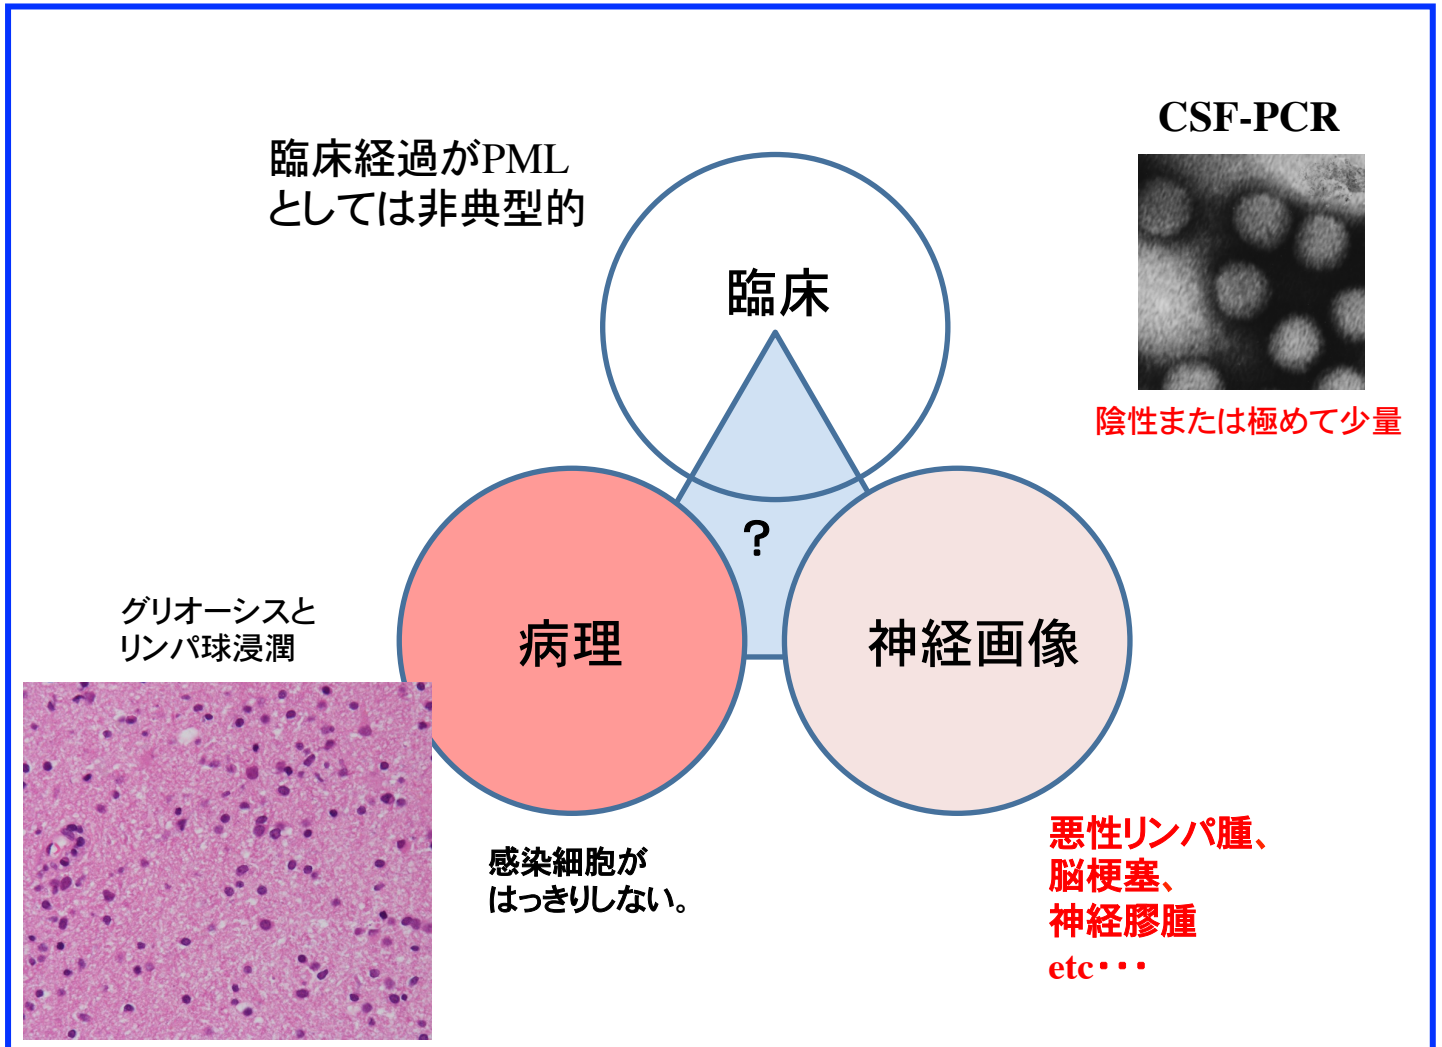 CSF-PCR
臨床経過がPML
としては非典型的
臨床
陰性または極めて少量
?
グリオーシスと
リンパ球浸潤
病理
神経画像
感染細胞が
はっきりしない。
悪性リンパ腫、
脳梗塞、
神経膠腫
etc・・・